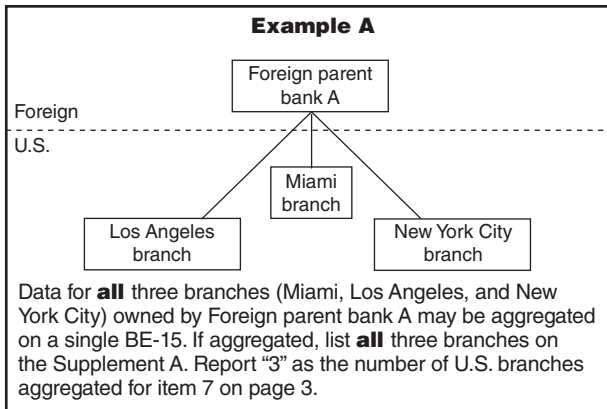 Example A
Foreign parent
bank A
Foreign
U.S.
Miami
branch
Los Angeles
branch
New York City
branch
Data for all three branches (Miami, Los Angeles, and New
York City) owned by Foreign parent bank A may be aggregated
on a single BE-15. If aggregated, list all three branches on
the Supplement A. Report “3” as the number of U.S. branches
aggregated for item 7 on page 3.